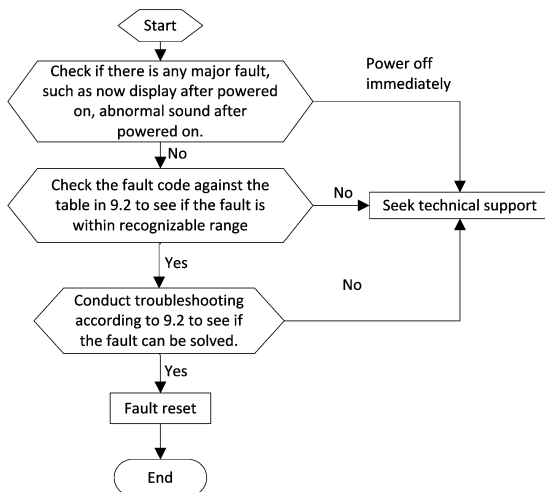 Start
Check if there is any major fault,
such as now display after powered
on, abnormal sound after
powered on.
Power off
immediately
No
Check the fault code against the
table in 9.2 to see if the fault is
within recognizable range
No
Seek technical support
Yes
Conduct troubleshooting
according to 9.2 to see if
the fault can be solved.
No
Yes
Fault reset
End